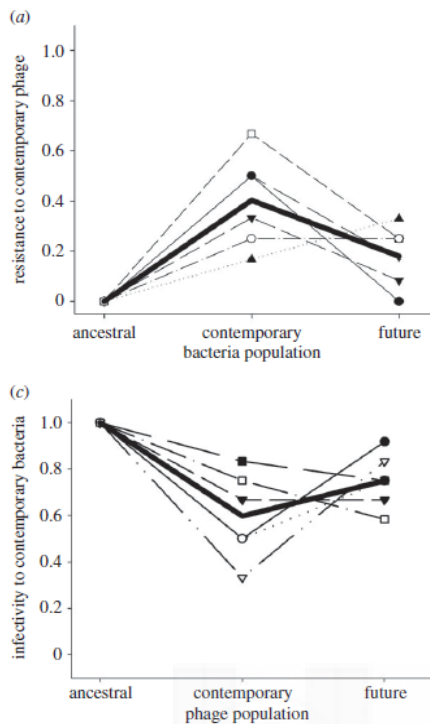 (a)
1.0
0.8
0.6
0.4
0.2
0
resistance to contemporary phage
ancestral contemporary future
bacteria population
(c)
1.0
0.8
0.6
0.4
0.2
0
infectivity to contemporary bacteria
ancestral contemporary future
phage population